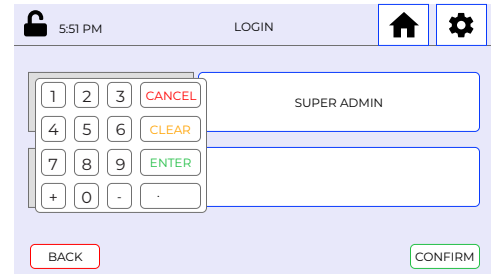 5:51 PM
LOGIN
1 2 3 CANCEL
SUPER ADMIN
4 5 6 CLEAR
7 8 9 ENTER
+ 0 - .
BACK
CONFIRM